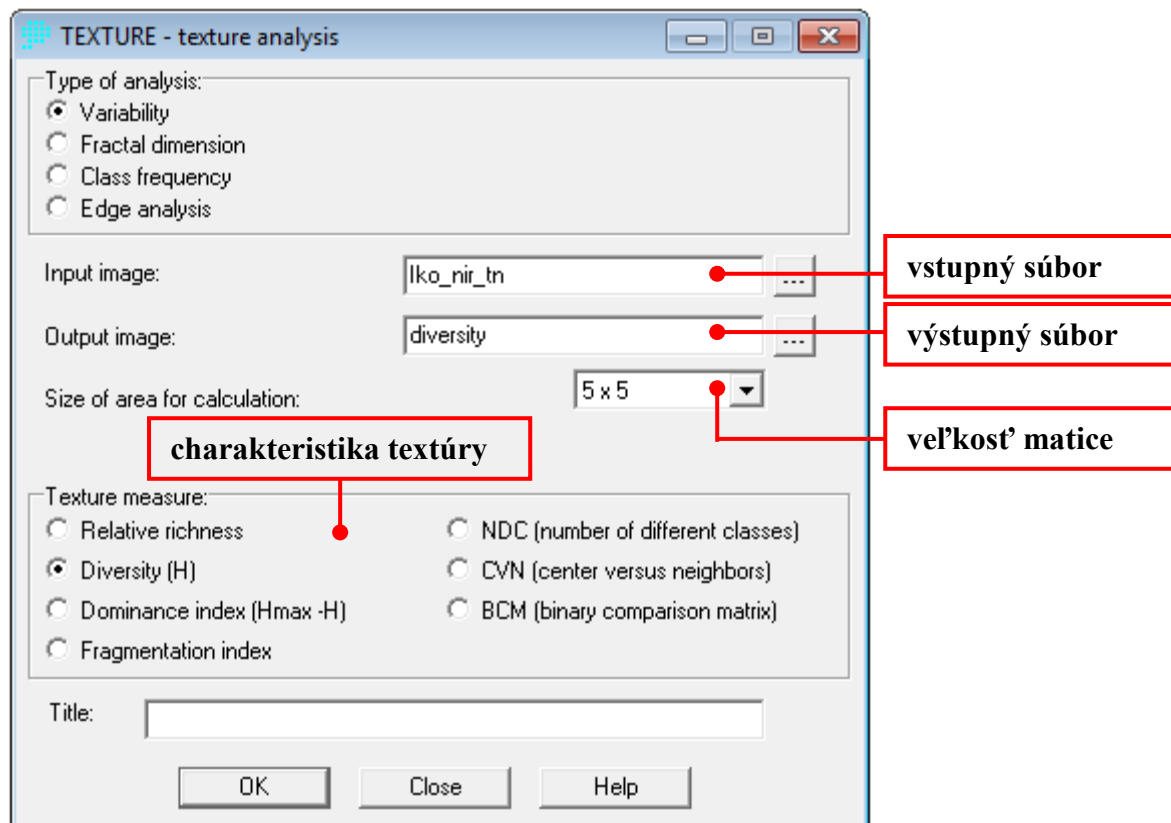 TEXTURE - texture analysis
Type of analysis:
Variability
Fractal dimension
Class frequency
Edge analysis
Input image:
Iko_nir_tn
...
vstupný súbor
Output image:
diversity
...
výstupný súbor
Size of area for calculation:
5 x 5
veľkosť matice
charakteristika textúry
Texture measure:
Relative richness
NDC (number of different classes)
Diversity (H)
CVN (center versus neighbors)
Dominance index (Hmax -H)
BCM (binary comparison matrix)
Fragmentation index
Title:
OK
Close
Help